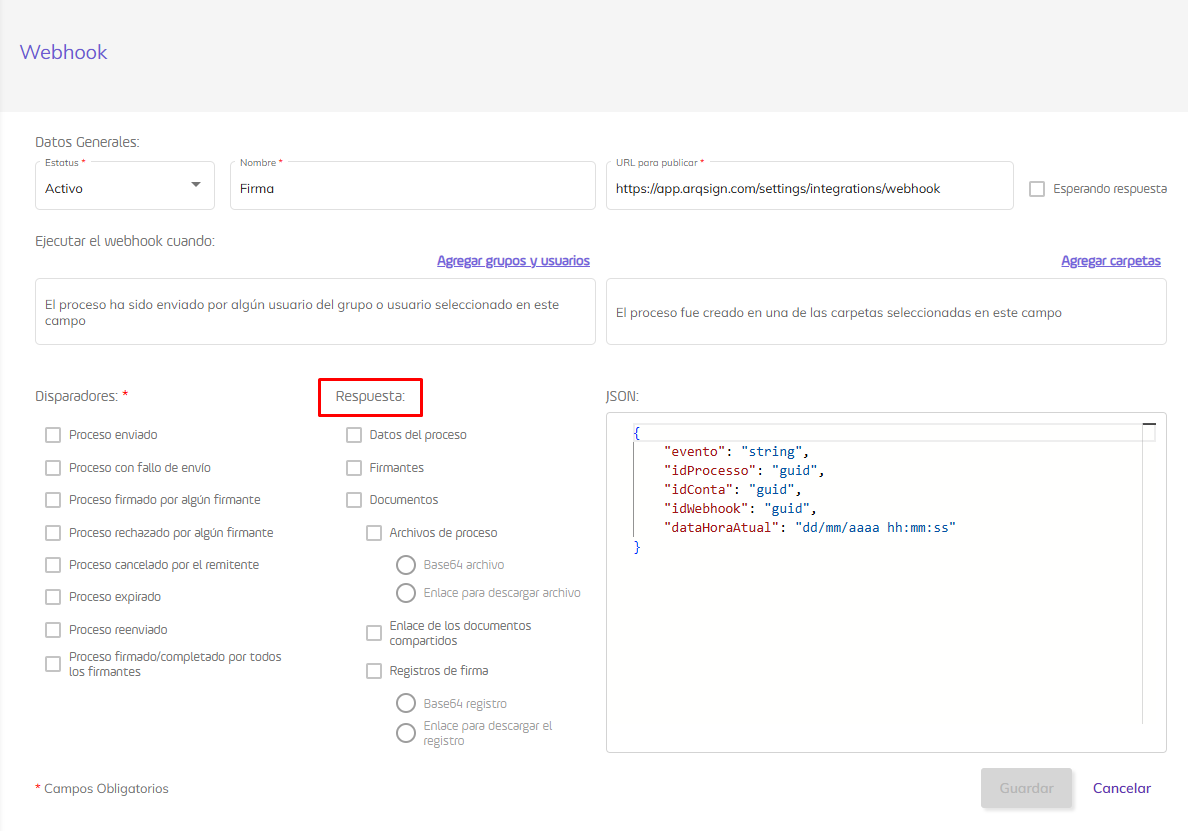 Webhook
Datos Generales:
Estatus *
Activo
Nombre *
Firma
URL para publicar *
https://app.arqsign.com/settings/integrations/webhook
Esperando respuesta
Ejecutar el webhook cuando:
Agregar grupos y usuarios
Agregar carpetas
El proceso ha sido enviado por algún usuario del grupo o usuario seleccionado en este
campo
El proceso fue creado en una de las carpetas seleccionadas en este campo
Disparadores: *
Proceso enviado
Proceso con fallo de envío
Proceso firmado por algún firmante
Proceso rechazado por algún firmante
Proceso cancelado por el remitente
Proceso expirado
Proceso reenviado
Proceso firmado/completado por todos
los firmantes
Respuesta:
Datos del proceso
Firmantes
Documentos
Archivos de proceso
Base64 archivo
Enlace para descargar archivo
Enlace de los documentos
compartidos
Registros de firma
Base64 registro
Enlace para descargar el
registro
JSON:
{
"evento": "string",
"idProcesso": "guid",
"idConta": "guid",
"idWebhook": "guid",
"dataHoraAtual": "dd/mm/aaaa hh:mm:ss"
}
* Campos Obligatorios
Guardar
Cancelar